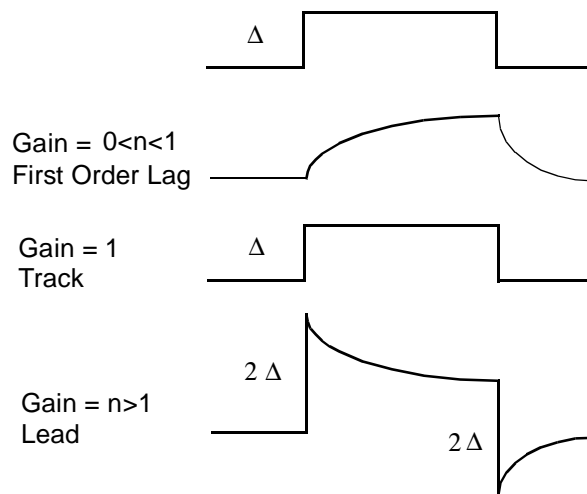 Δ
Gain = 0<n<1
First Order Lag
Gain = 1
Δ
Track
2 Δ
Gain = n>1
Lead
2 Δ